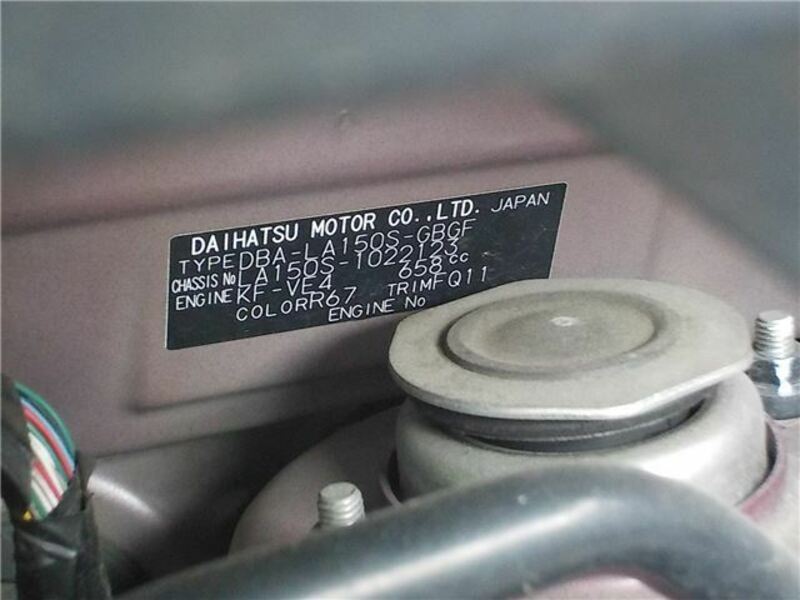 DAIHATSU MOTOR CO.,LTD. JAPAN
TYPE DBA-LA150S-GBGF
CHASSIS No LA150S-1022123
ENGINE KF-VE4 658cc
COLOR R67 TRIM FQ11
ENGINE No